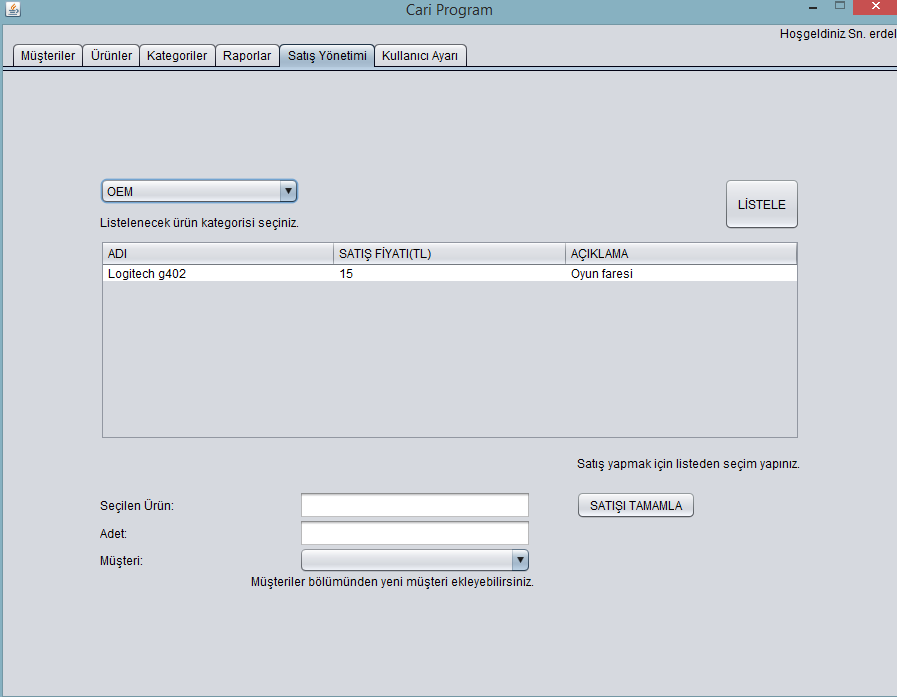 Cari Program
Hoşgeldiniz Sn. erdel
Müşteriler Ürünler Kategoriler Raporlar Satış Yönetimi Kullanıcı Ayarı
OEM
LİSTELE
Listelenecek ürün kategorisi seçiniz.
ADI SATIŞ FİYATI(TL) AÇIKLAMA
Logitech g402 15 Oyun faresi
Satış yapmak için listeden seçim yapınız.
Seçilen Ürün:
SATIŞI TAMAMLA
Adet:
Müşteri:
Müşteriler bölümünden yeni müşteri ekleyebilirsiniz.